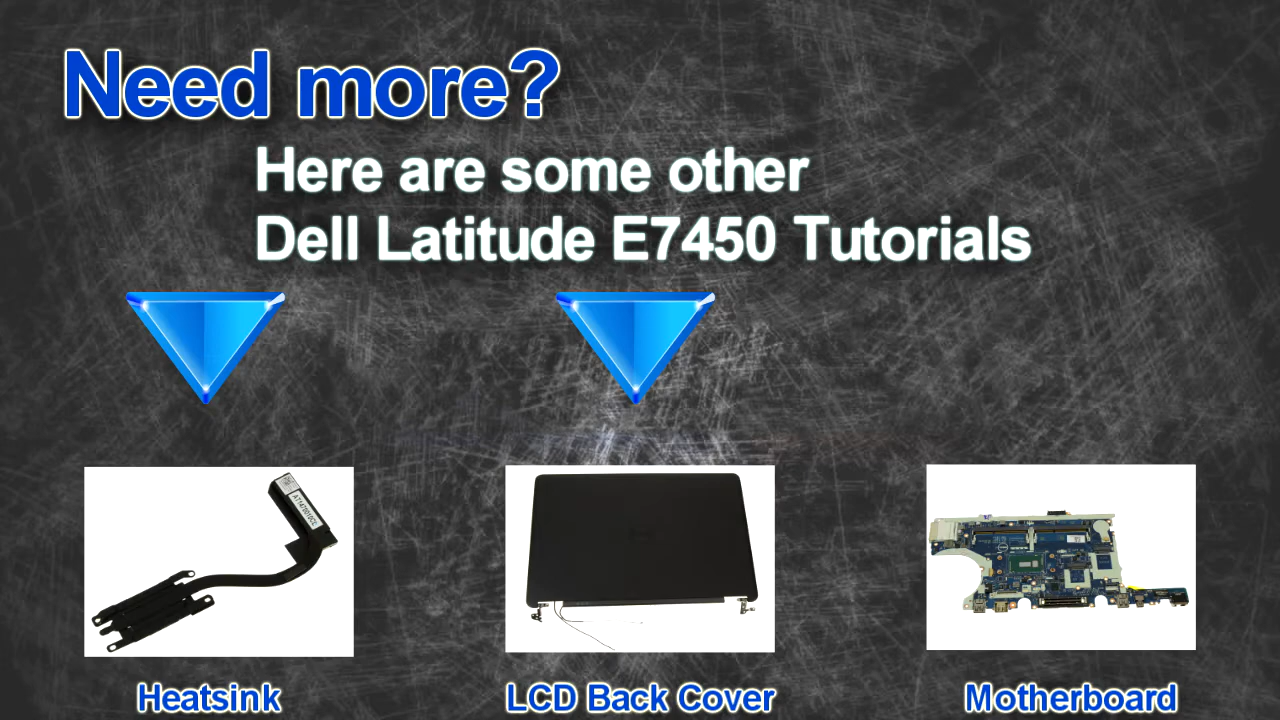 Need more?
Here are some other
Dell Latitude E7450 Tutorials
Heatsink
LCD Back Cover
Motherboard